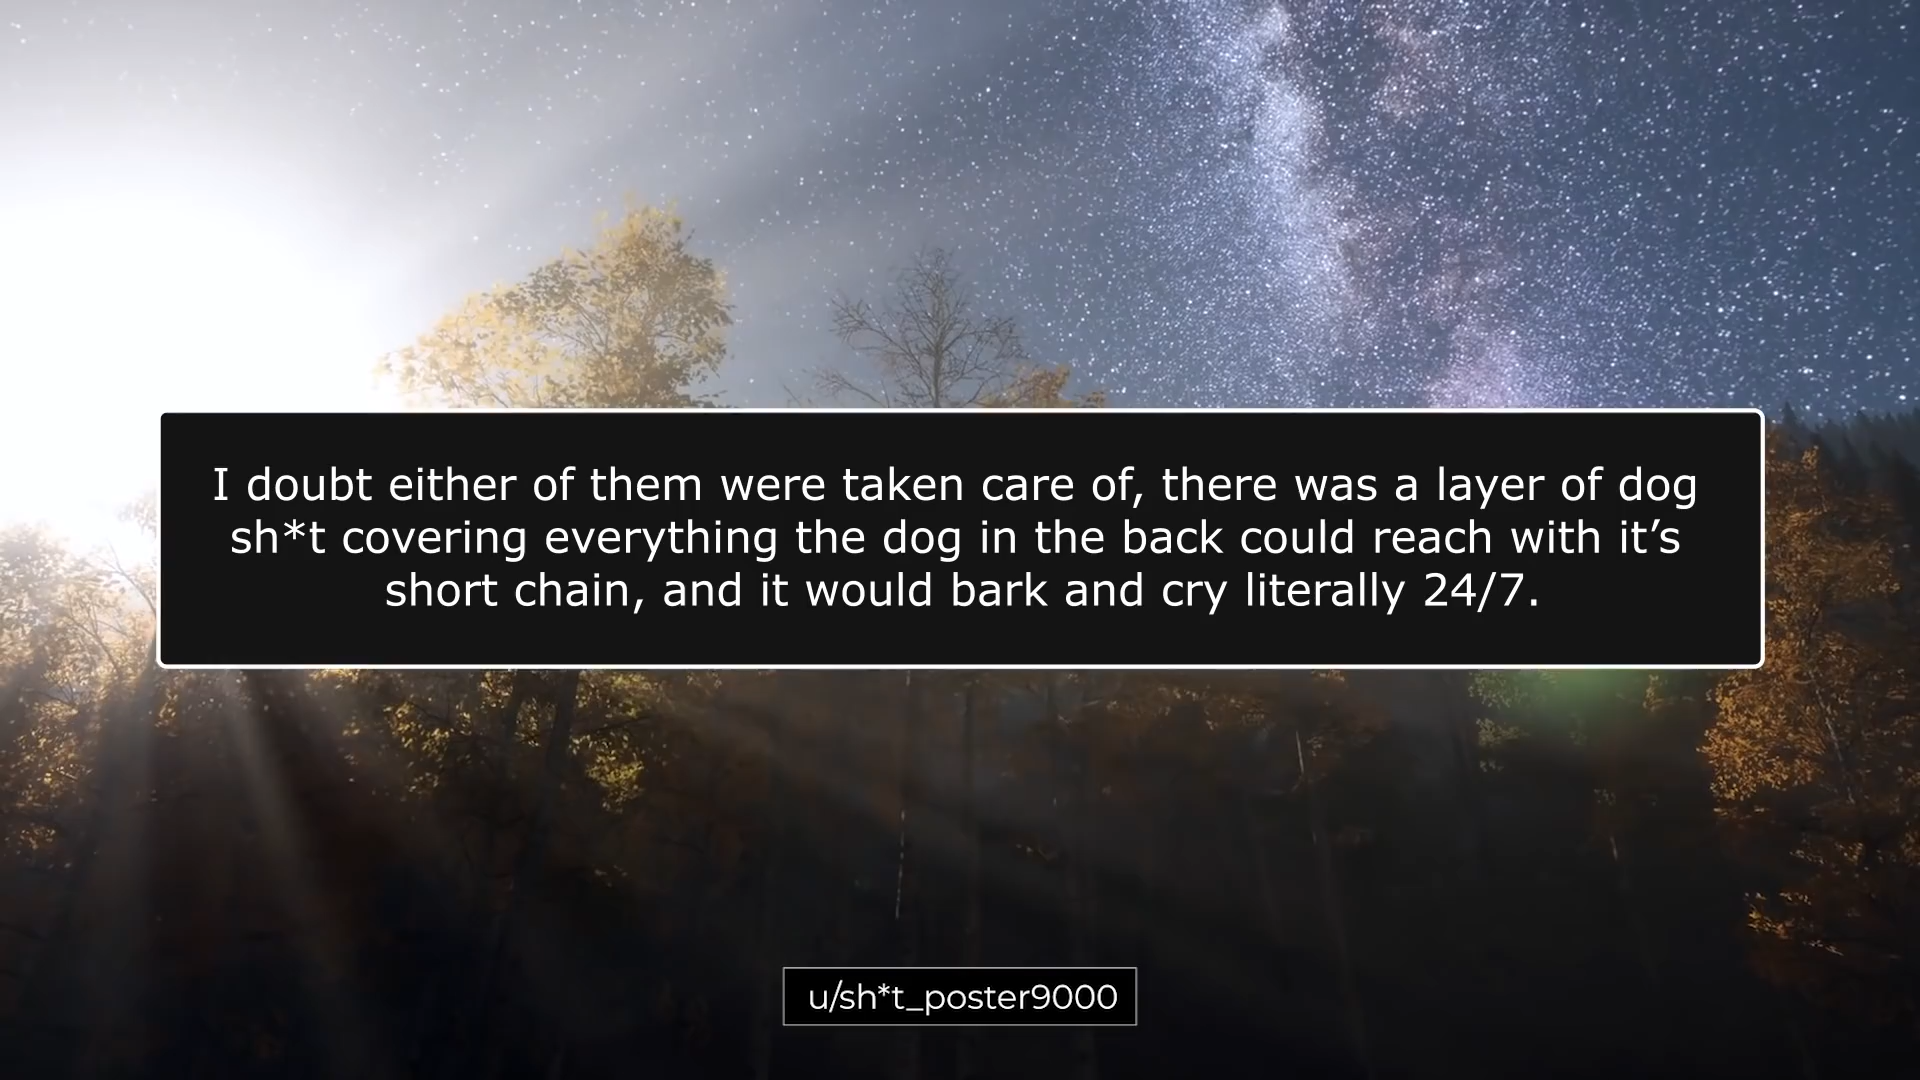 I doubt either of them were taken care of, there was a layer of dog
sh*t covering everything the dog in the back could reach with it’s
short chain, and it would bark and cry literally 24/7.
u/sh*t_poster9000